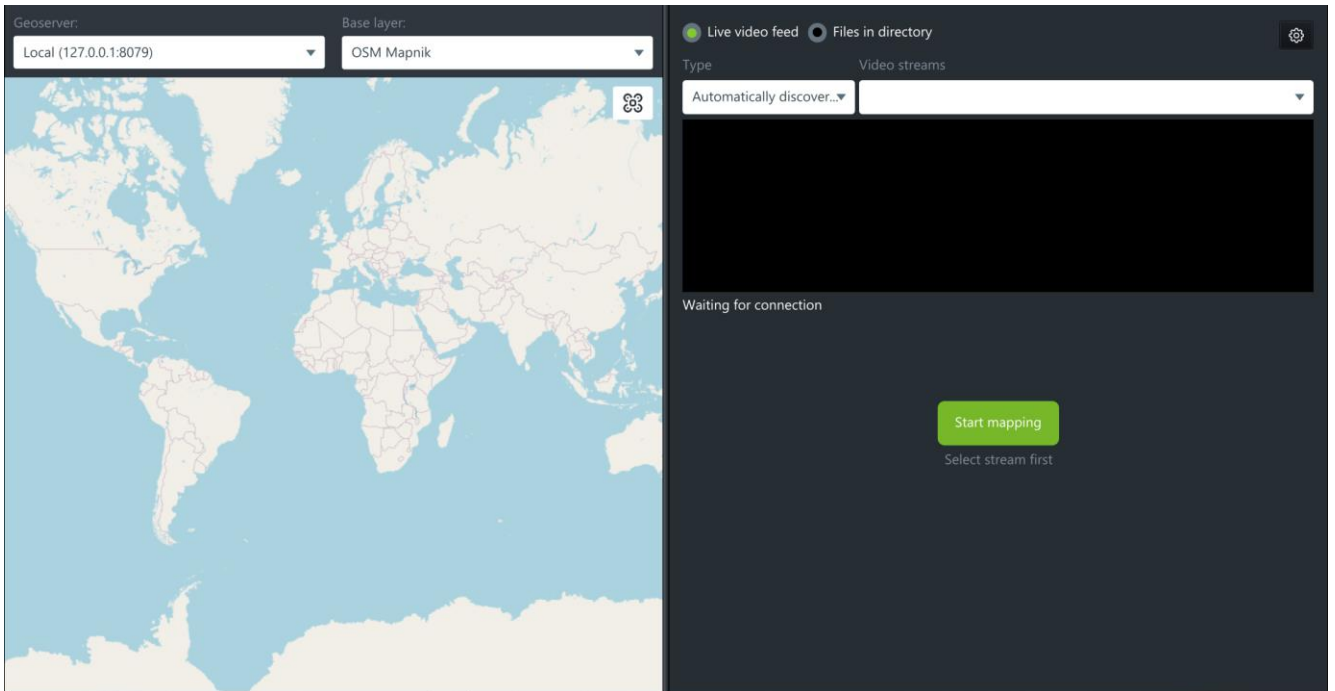 Geoserver:
Base layer:
Local (127.0.0.1:8079)
OSM Mapnik
Live video feed
Files in directory
Type
Video streams
Automatically discover...
Waiting for connection
Start mapping
Select stream first